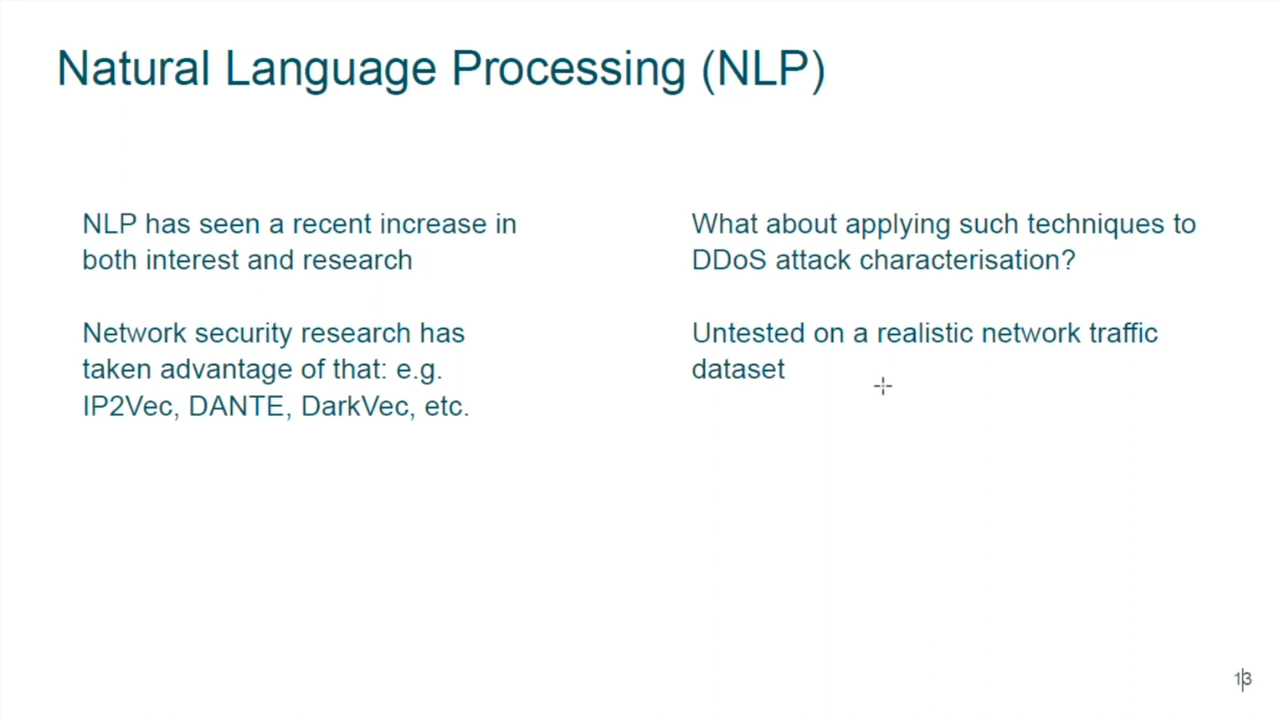 Natural Language Processing (NLP)
NLP has seen a recent increase in
both interest and research
Network security research has
taken advantage of that: e.g.
IP2Vec, DANTE, DarkVec, etc.
What about applying such techniques to
DDoS attack characterisation?
Untested on a realistic network traffic
dataset
13